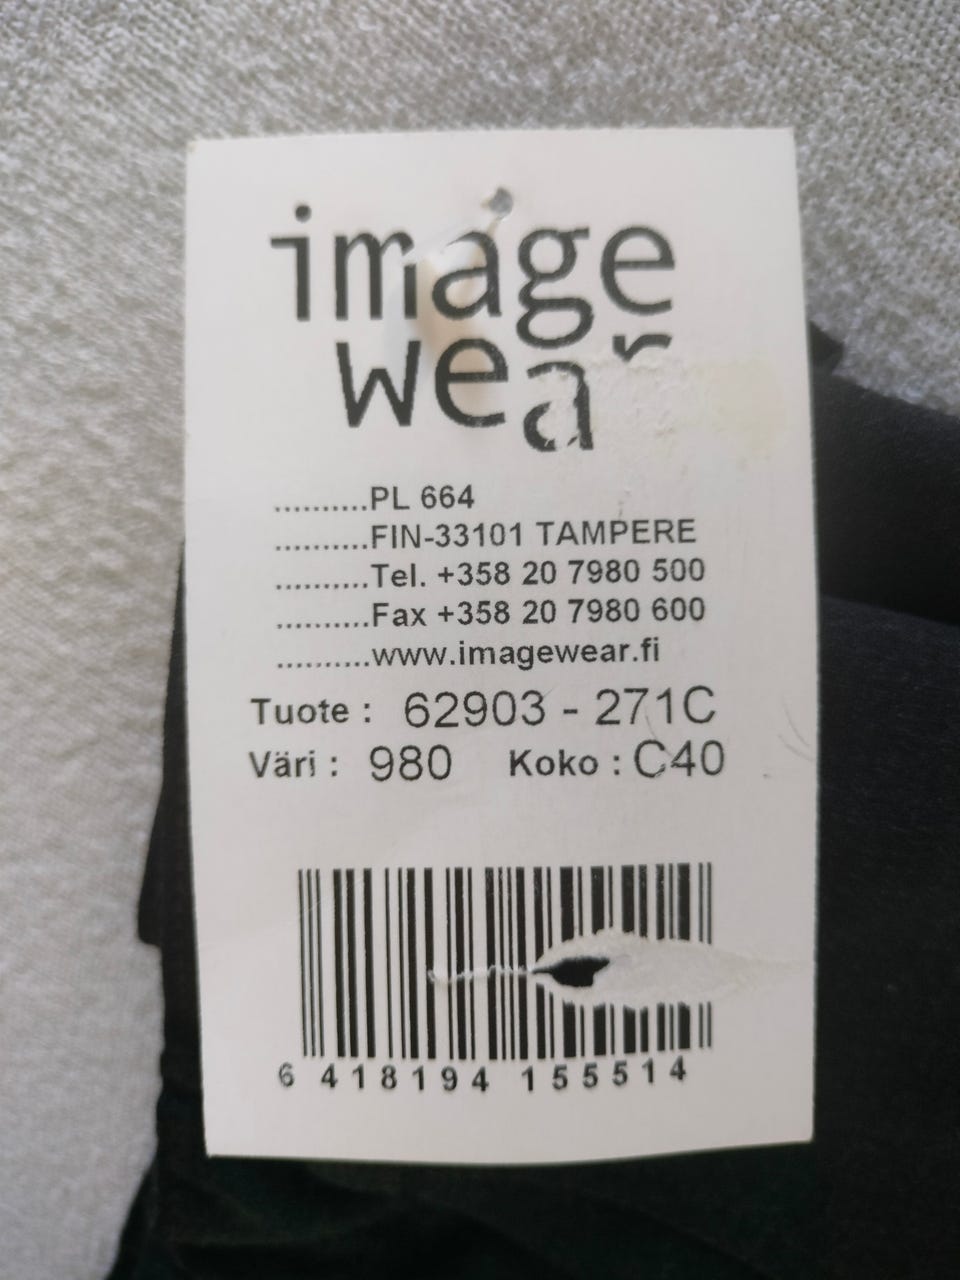 image
wear
..........PL 664
..........FIN-33101 TAMPERE
..........Tel. +358 20 7980 500
..........Fax +358 20 7980 600
..........www.imagewear.fi
Tuote : 62903 - 271C
Väri : 980 Koko : C40
6 418194 155514